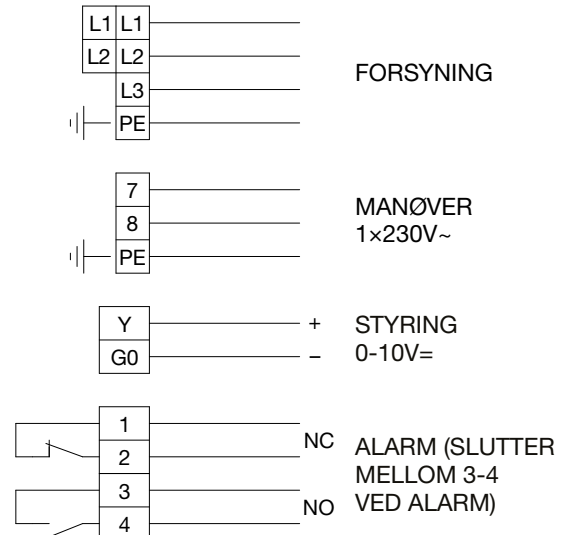 L1 L1
L2 L2
L3
PE
FORSYNING
7
8
PE
MANØVER
1×230V~
Y
G0
+
–
STYRING
0-10V=
1
2
3
4
NC
NO
ALARM (SLUTTER
MELLOM 3-4
VED ALARM)